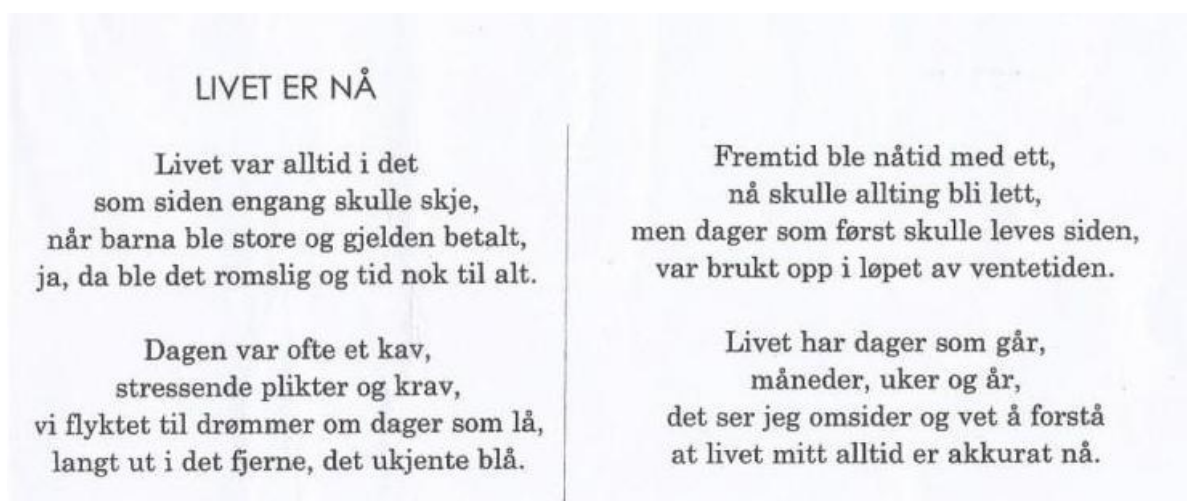 LIVET ER NÅ
Livet var alltid i det
som siden engang skulle skje,
når barna ble store og gjelden betalt,
ja, da ble det romslig og tid nok til alt.
Dagen var ofte et kav,
stressende plikter og krav,
vi flyktet til drømmer om dager som lå,
langt ut i det fjerne, det ukjente blå.
Fremtid ble nåtid med ett,
nå skulle allting bli lett,
men dager som først skulle leves siden,
var brukt opp i løpet av ventetiden.
Livet har dager som går,
måneder, uker og år,
det ser jeg omsider og vet å forstå
at livet mitt alltid er akkurat nå.